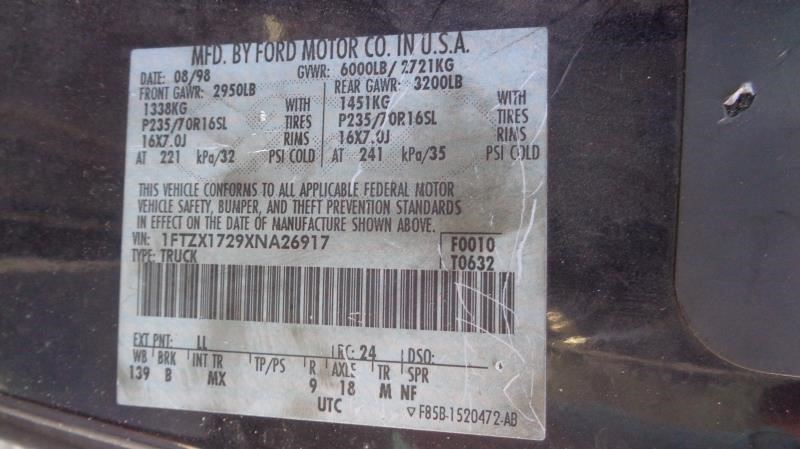 MFD. BY FORD MOTOR CO. IN U.S.A.
DATE: 08/98 GVWR: 6000LB/2721KG
FRONT GAWR: 2950LB REAR GAWR: 3200LB
1338KG WITH 1451KG WITH
P235/70R16SL TIRES P235/70R16SL TIRES
16X7.0J RIMS 16X7.0J RIMS
AT 221 kPa/32 PSI COLD AT 241 kPa/35 PSI COLD
THIS VEHICLE CONFORMS TO ALL APPLICABLE FEDERAL MOTOR
VEHICLE SAFETY, BUMPER, AND THEFT PREVENTION STANDARDS
IN EFFECT ON THE DATE OF MANUFACTURE SHOWN ABOVE.
VIN: 1FTZX1729XNA26917 F0010
TYPE: TRUCK T0632
EXT PNT: LL RC: 24 DSO:
WB BRK INT TR TP/PS R AXLE TR SPR
139 B MX 9 18 M NF
UTC F85B-1520472-AB